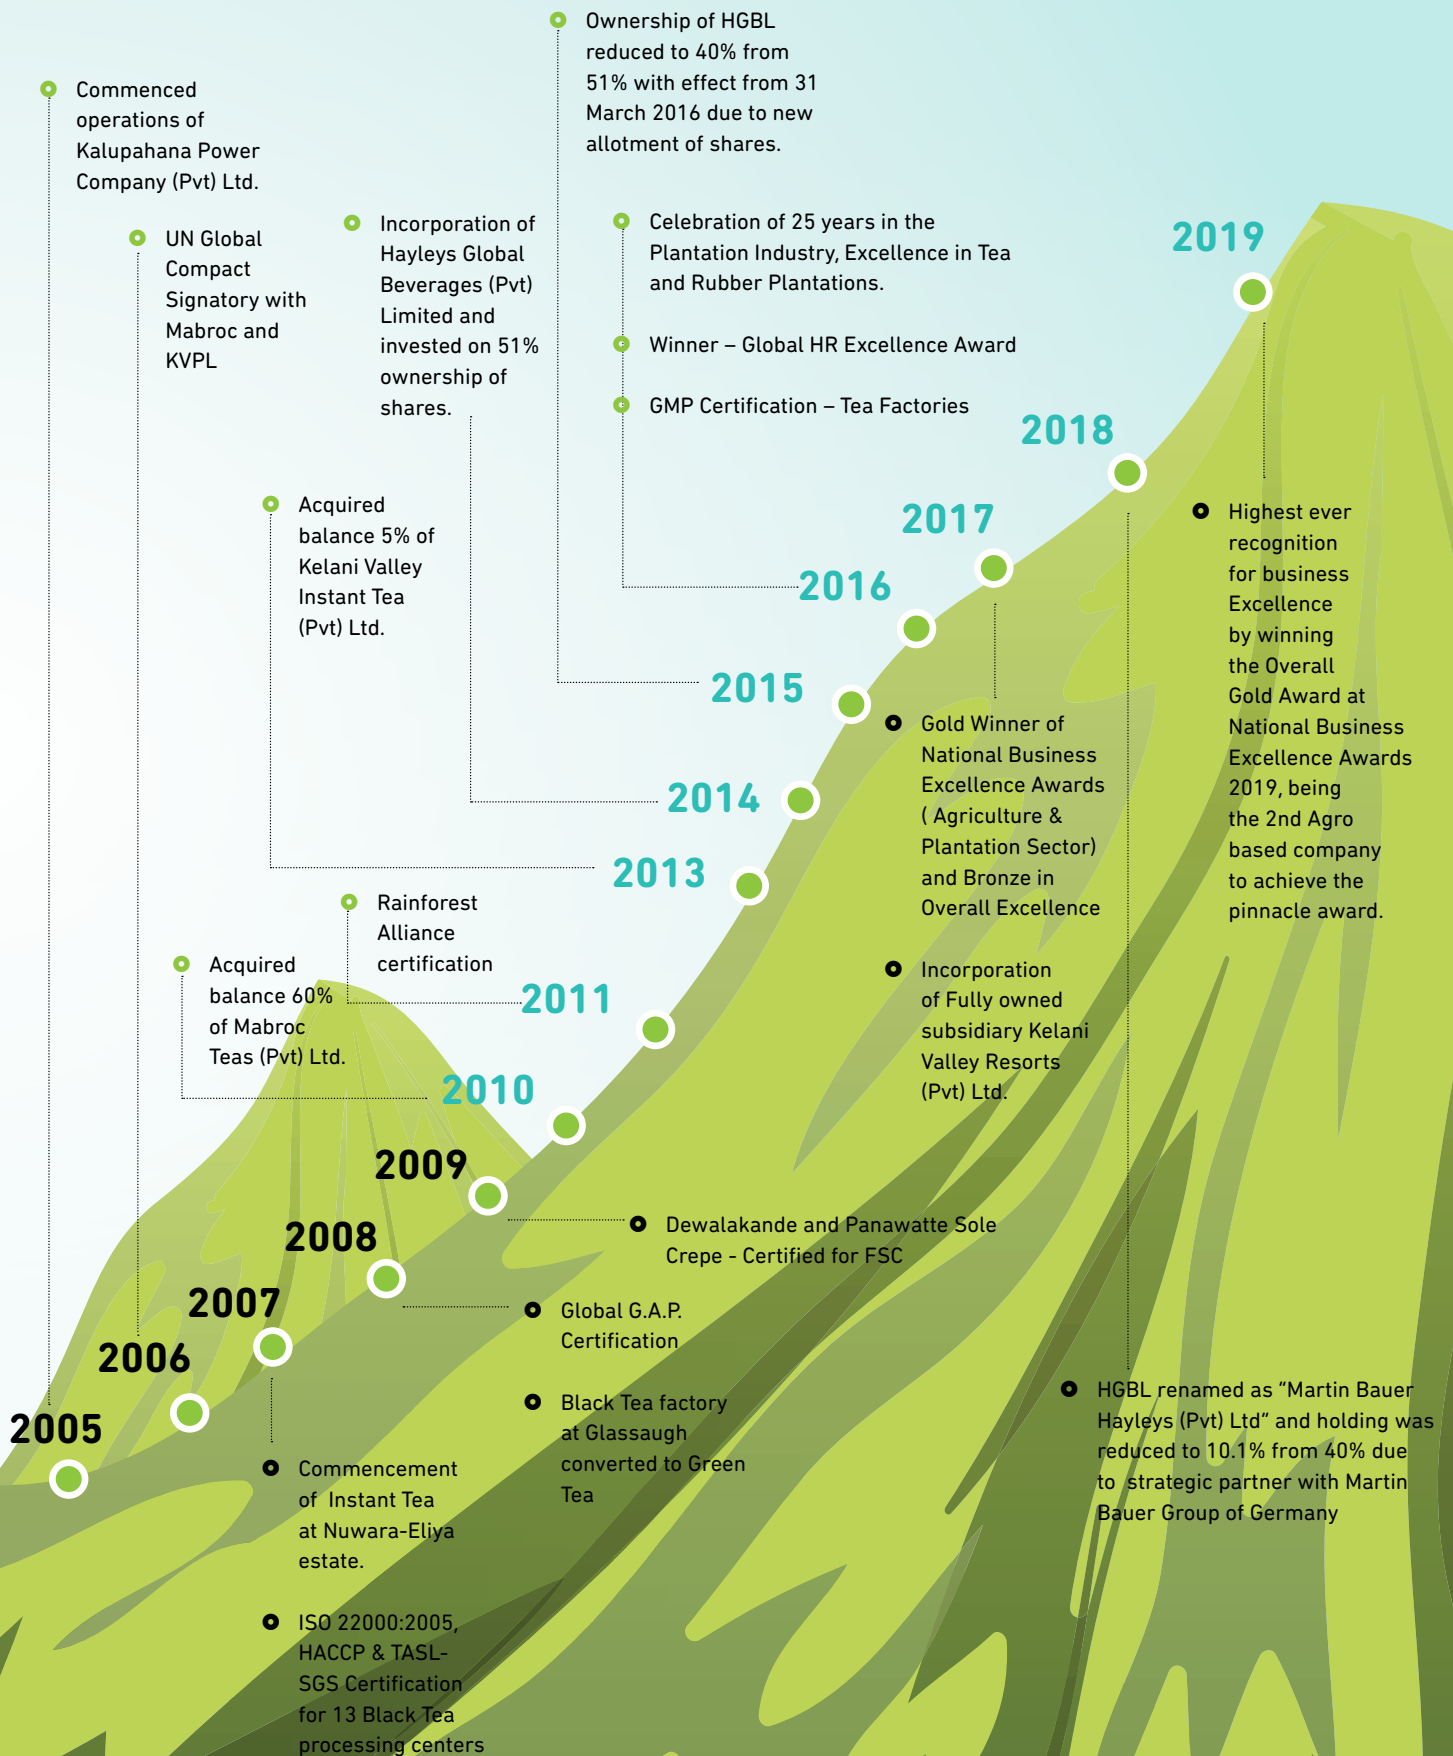 Ownership of HGBL
reduced to 40% from
51% with effect from 31
March 2016 due to new
allotment of shares.
Commenced
operations of
Kalupahana Power
Company (Pvt) Ltd.
UN Global
Compact
Signatory with
Mabroc and
KVPL
Incorporation of
Hayleys Global
Beverages (Pvt)
Limited and
invested on 51%
ownership of
shares.
Celebration of 25 years in the
Plantation Industry, Excellence in Tea
and Rubber Plantations.
Winner – Global HR Excellence Award
GMP Certification – Tea Factories
2019
2018
Acquired
balance 5% of
Kelani Valley
Instant Tea
(Pvt) Ltd.
2017
2016
Highest ever
recognition
for business
Excellence
by winning
the Overall
Gold Award at
National Business
Excellence Awards
2019, being
the 2nd Agro
based company
to achieve the
pinnacle award.
2015
Gold Winner of
National Business
Excellence Awards
( Agriculture &
Plantation Sector)
and Bronze in
Overall Excellence
Incorporation
of Fully owned
subsidiary Kelani
Valley Resorts
(Pvt) Ltd.
2014
2013
Rainforest
Alliance
certification
Acquired
balance 60%
of Mabroc
Teas (Pvt) Ltd.
2011
2010
2009
Dewalakande and Panawatte Sole
Crepe - Certified for FSC
2008
Global G.A.P.
Certification
Black Tea factory
at Glassaugh
converted to Green
Tea
2007
2006
2005
HGBL renamed as “Martin Bauer
Hayleys (Pvt) Ltd” and holding was
reduced to 10.1% from 40% due
to strategic partner with Martin
Bauer Group of Germany
Commencement
of Instant Tea
at Nuwara-Eliya
estate.
ISO 22000:2005,
HACCP & TASL-
SGS Certification
for 13 Black Tea
processing centers